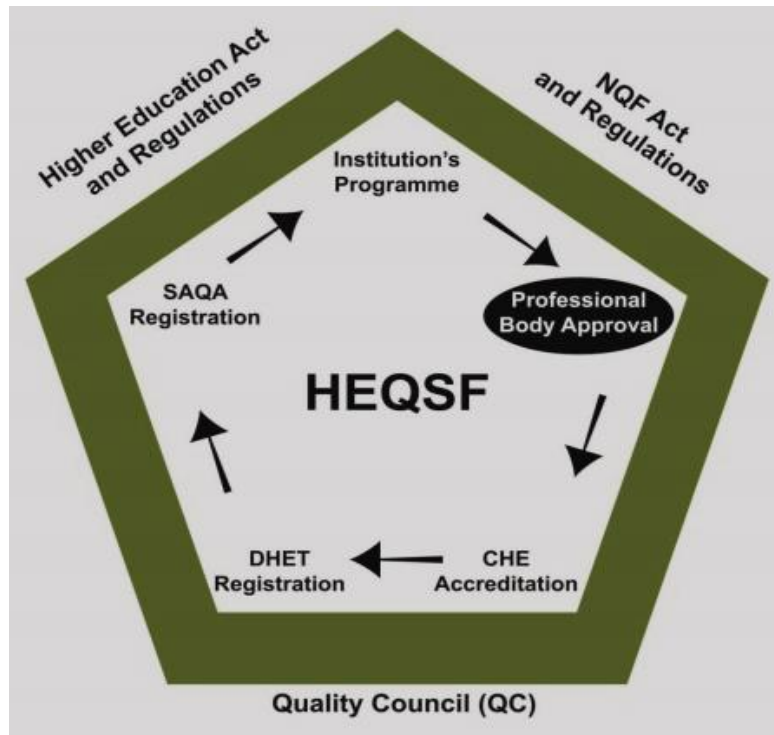 Higher Education Act
and Regulations
NQF Act
and Regulations
Institution's
Programme
Professional
Body Approval
SAQA
Registration
HEQSF
DHET
Registration
CHE
Accreditation
Quality Council (QC)